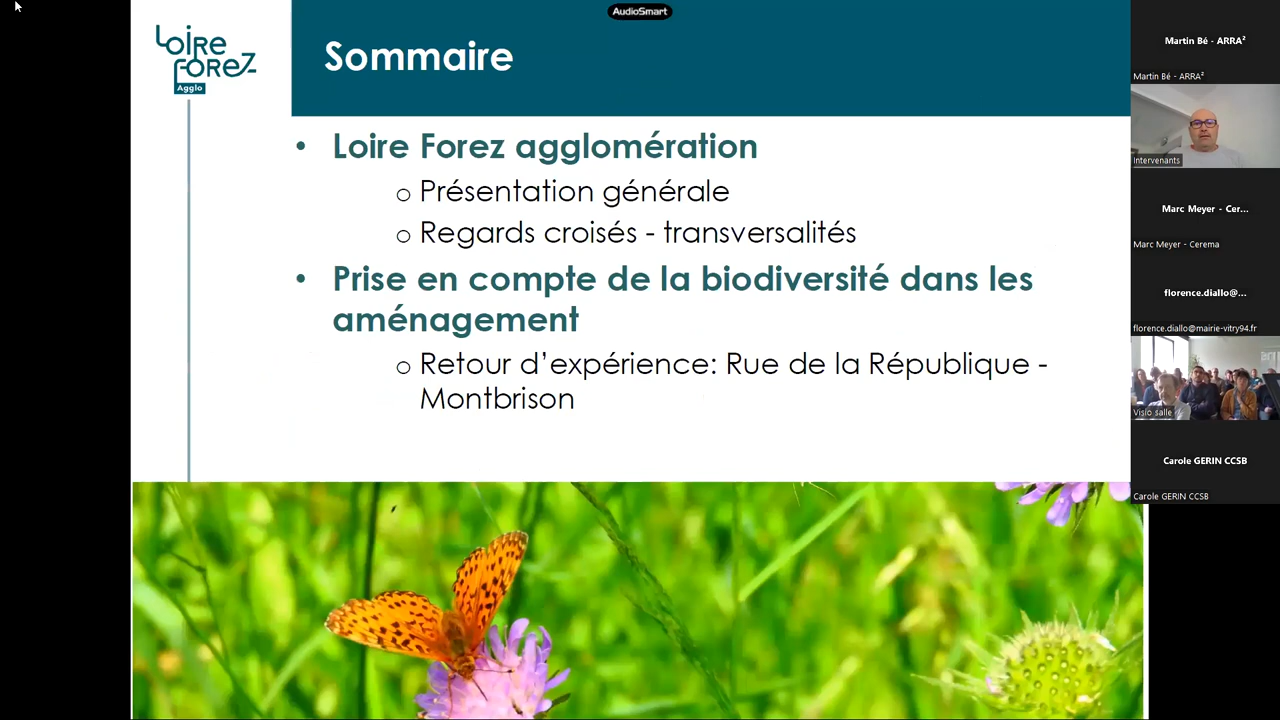 AudioSmart
Loire
Forez
Agglo
Sommaire
• Loire Forez agglomération
o Présentation générale
o Regards croisés - transversalités
• Prise en compte de la biodiversité dans les
aménagement
o Retour d’expérience: Rue de la République -
Montbrison
Martin Bé - ARRA²
Martin Bé - ARRA²
Intervenants
Marc Meyer - Cer...
Marc Meyer - Cerema
florence.diallo@...
florence.diallo@mairie-vitry94.fr
Visio salle
Carole GERIN CCSB
Carole GERIN CCSB